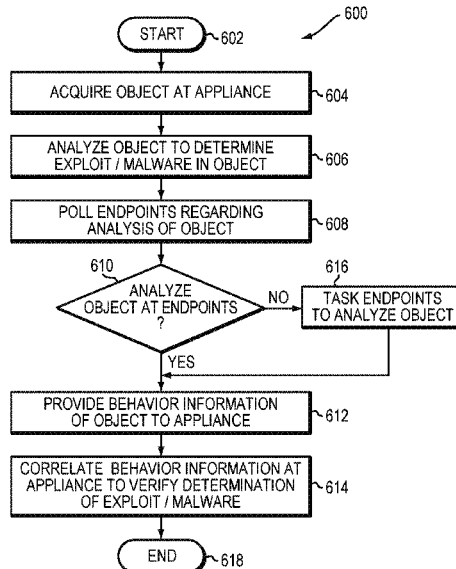 600
START
602
ACQUIRE OBJECT AT APPLIANCE
604
ANALYZE OBJECT TO DETERMINE
EXPLOIT / MALWARE IN OBJECT
606
POLL ENDPOINTS REGARDING
ANALYSIS OF OBJECT
608
610
ANALYZE
OBJECT AT ENDPOINTS
?
NO
616
TASK ENDPOINTS
TO ANALYZE OBJECT
YES
PROVIDE BEHAVIOR INFORMATION
OF OBJECT TO APPLIANCE
612
CORRELATE BEHAVIOR INFORMATION AT
APPLIANCE TO VERIFY DETERMINATION
OF EXPLOIT / MALWARE
614
END
618